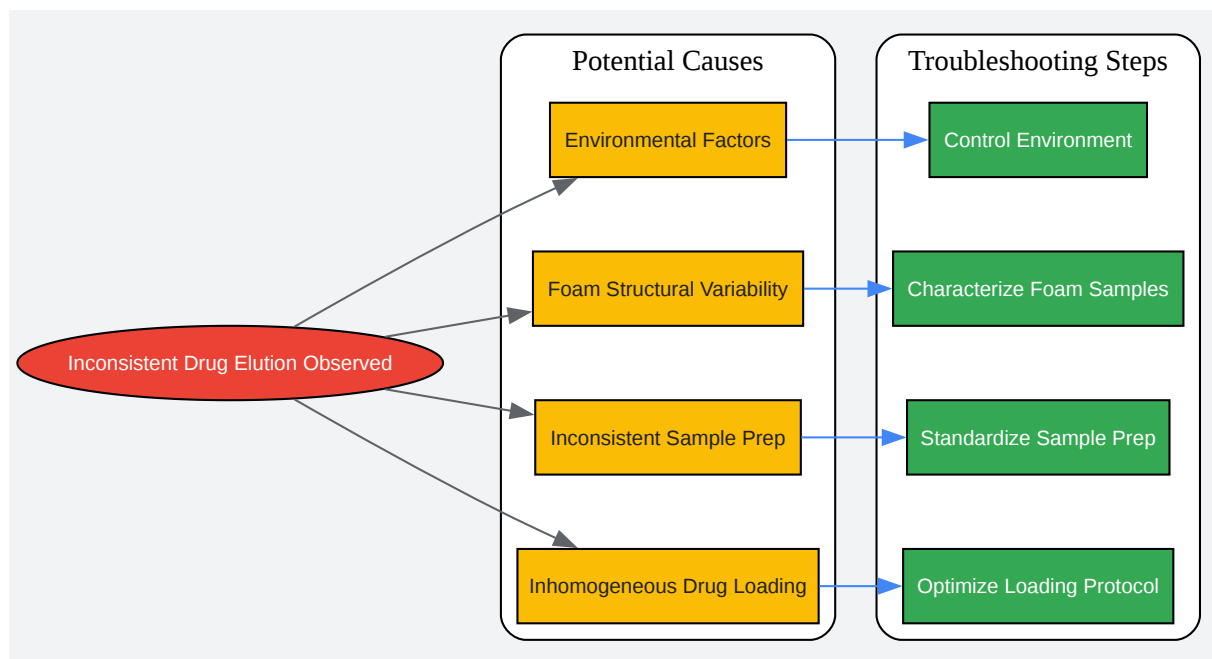 Potential Causes
Troubleshooting Steps
Environmental Factors
Control Environment
Foam Structural Variability
Characterize Foam Samples
Inconsistent Drug Elution Observed
Inconsistent Sample Prep
Standardize Sample Prep
Inhomogeneous Drug Loading
Optimize Loading Protocol